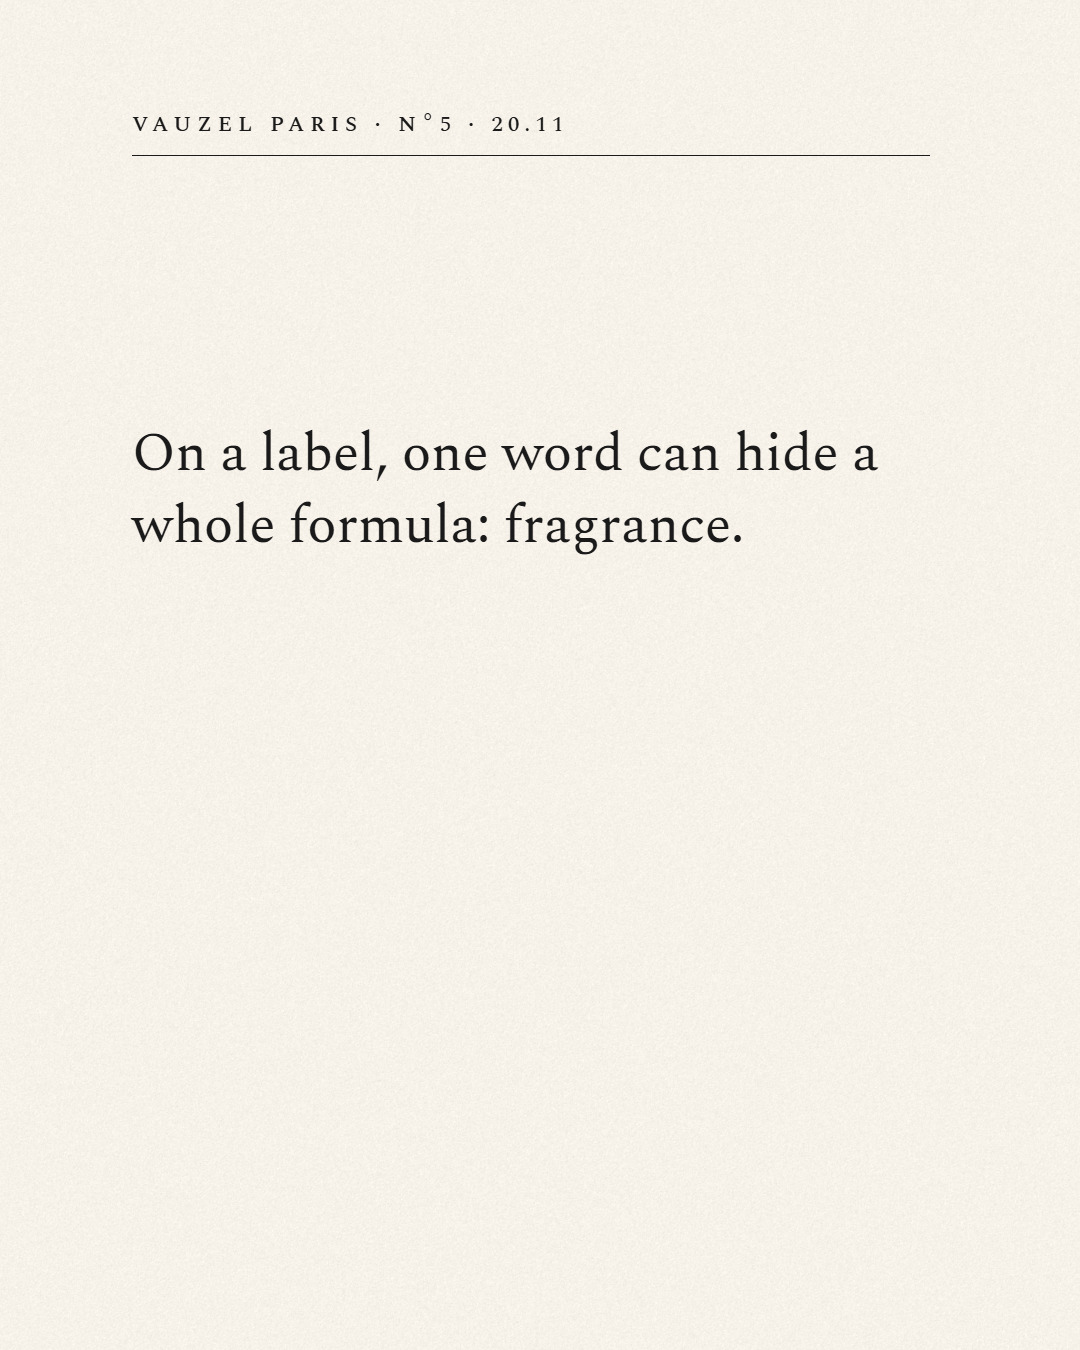 VAUZEL PARIS · N°5 · 20.11
On a label, one word can hide a
whole formula: fragrance.